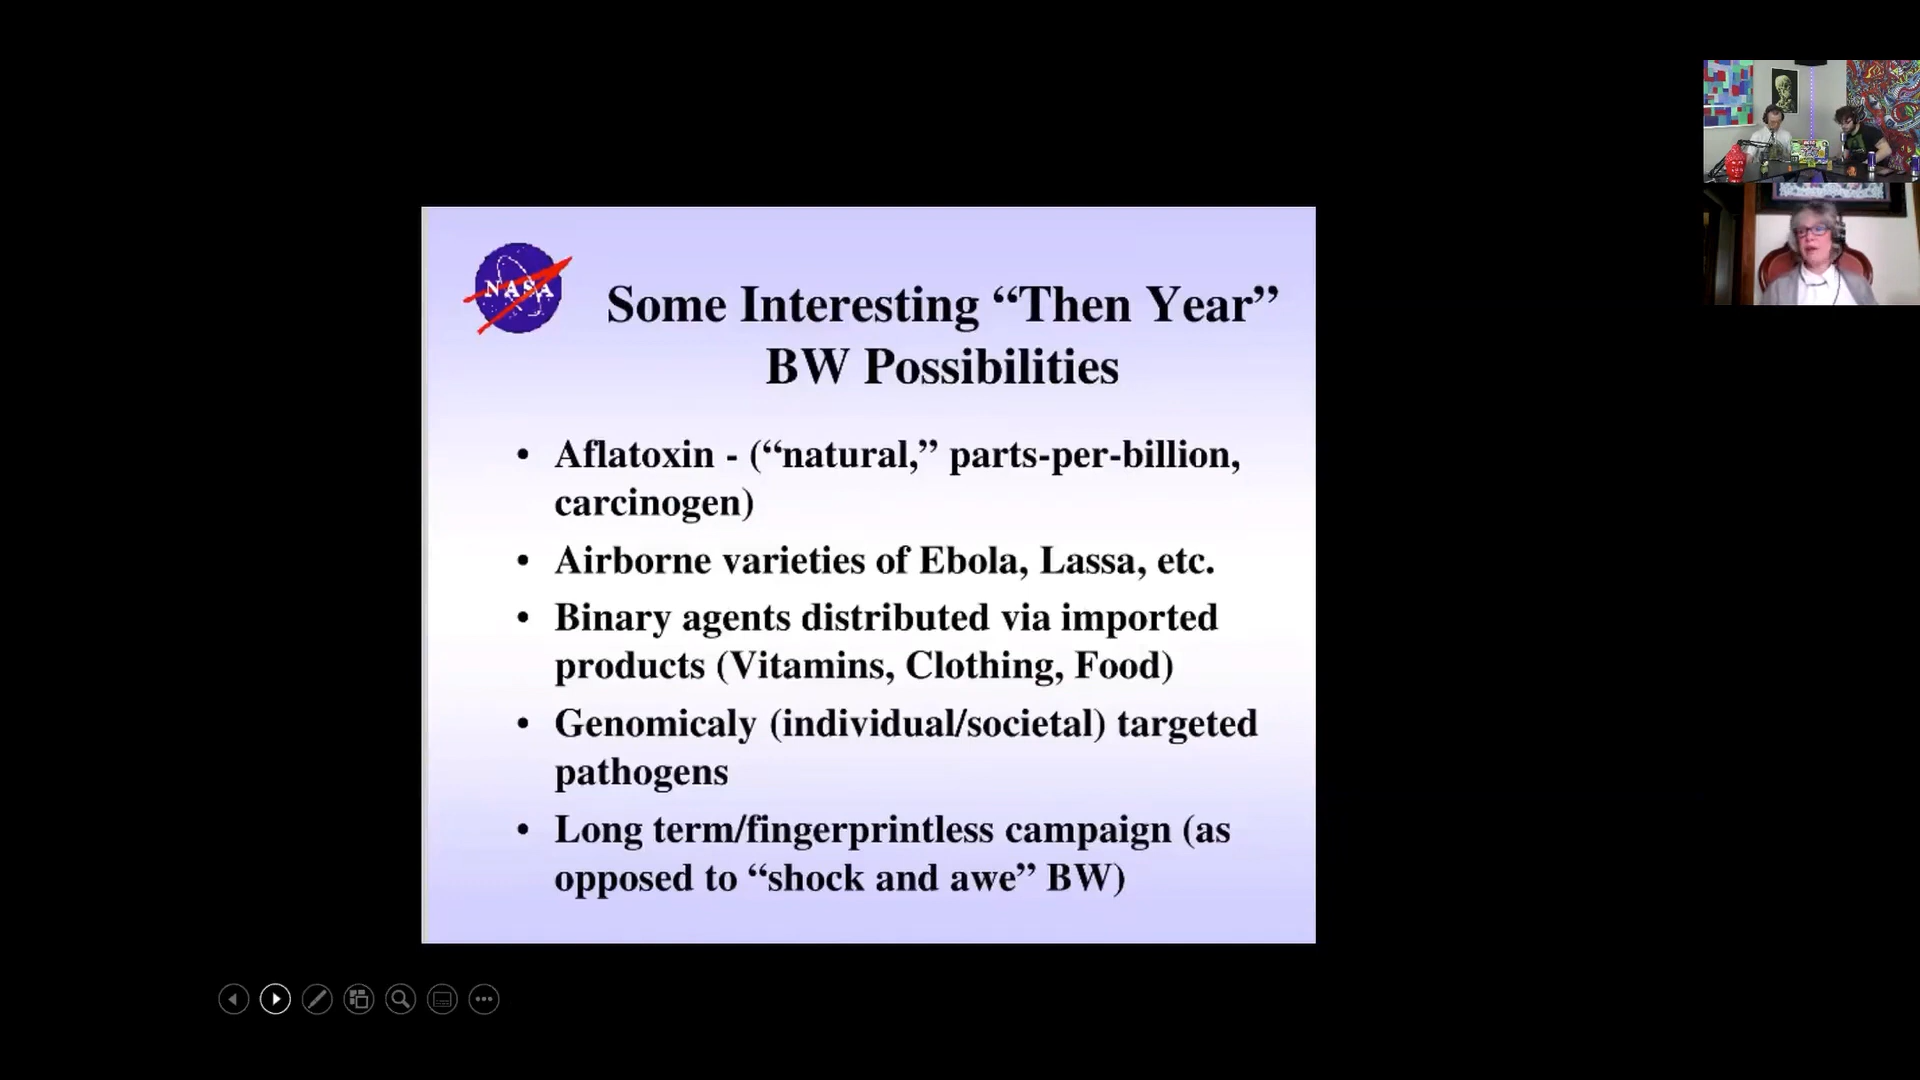 NASA
Some Interesting “Then Year”
BW Possibilities
• Aflatoxin - (“natural,” parts-per-billion,
carcinogen)
• Airborne varieties of Ebola, Lassa, etc.
• Binary agents distributed via imported
products (Vitamins, Clothing, Food)
• Genomicaly (individual/societal) targeted
pathogens
• Long term/fingerprintless campaign (as
opposed to “shock and awe” BW)